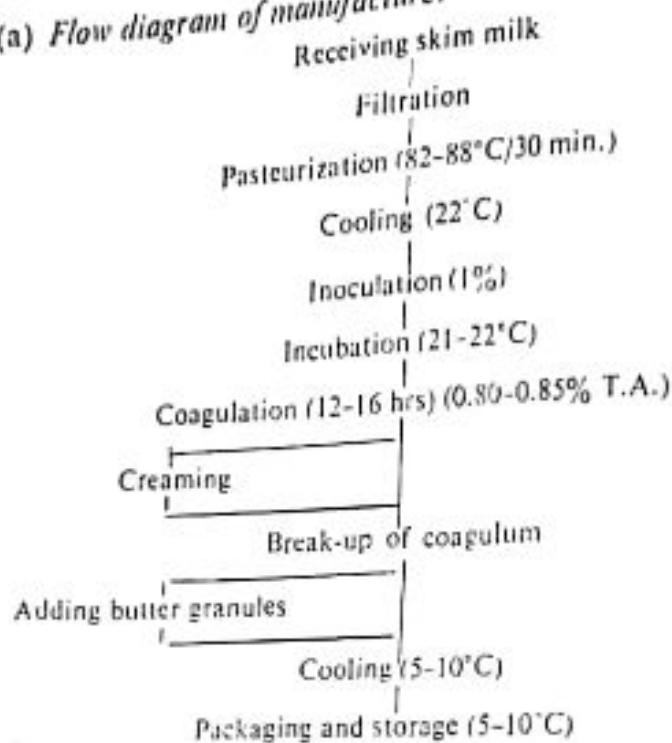 (a) Flow diagram of manufacture.
Receiving skim milk
Filtration
Pasteurization (82-88°C/30 min.)
Cooling (22°C)
Inoculation (1%)
Incubation (21-22°C)
Coagulation (12-16 hrs) (0.80-0.85% T.A.)
Creaming
Break-up of coagulum
Adding butter granules
Cooling (5-10°C)
Packaging and storage (5-10°C)